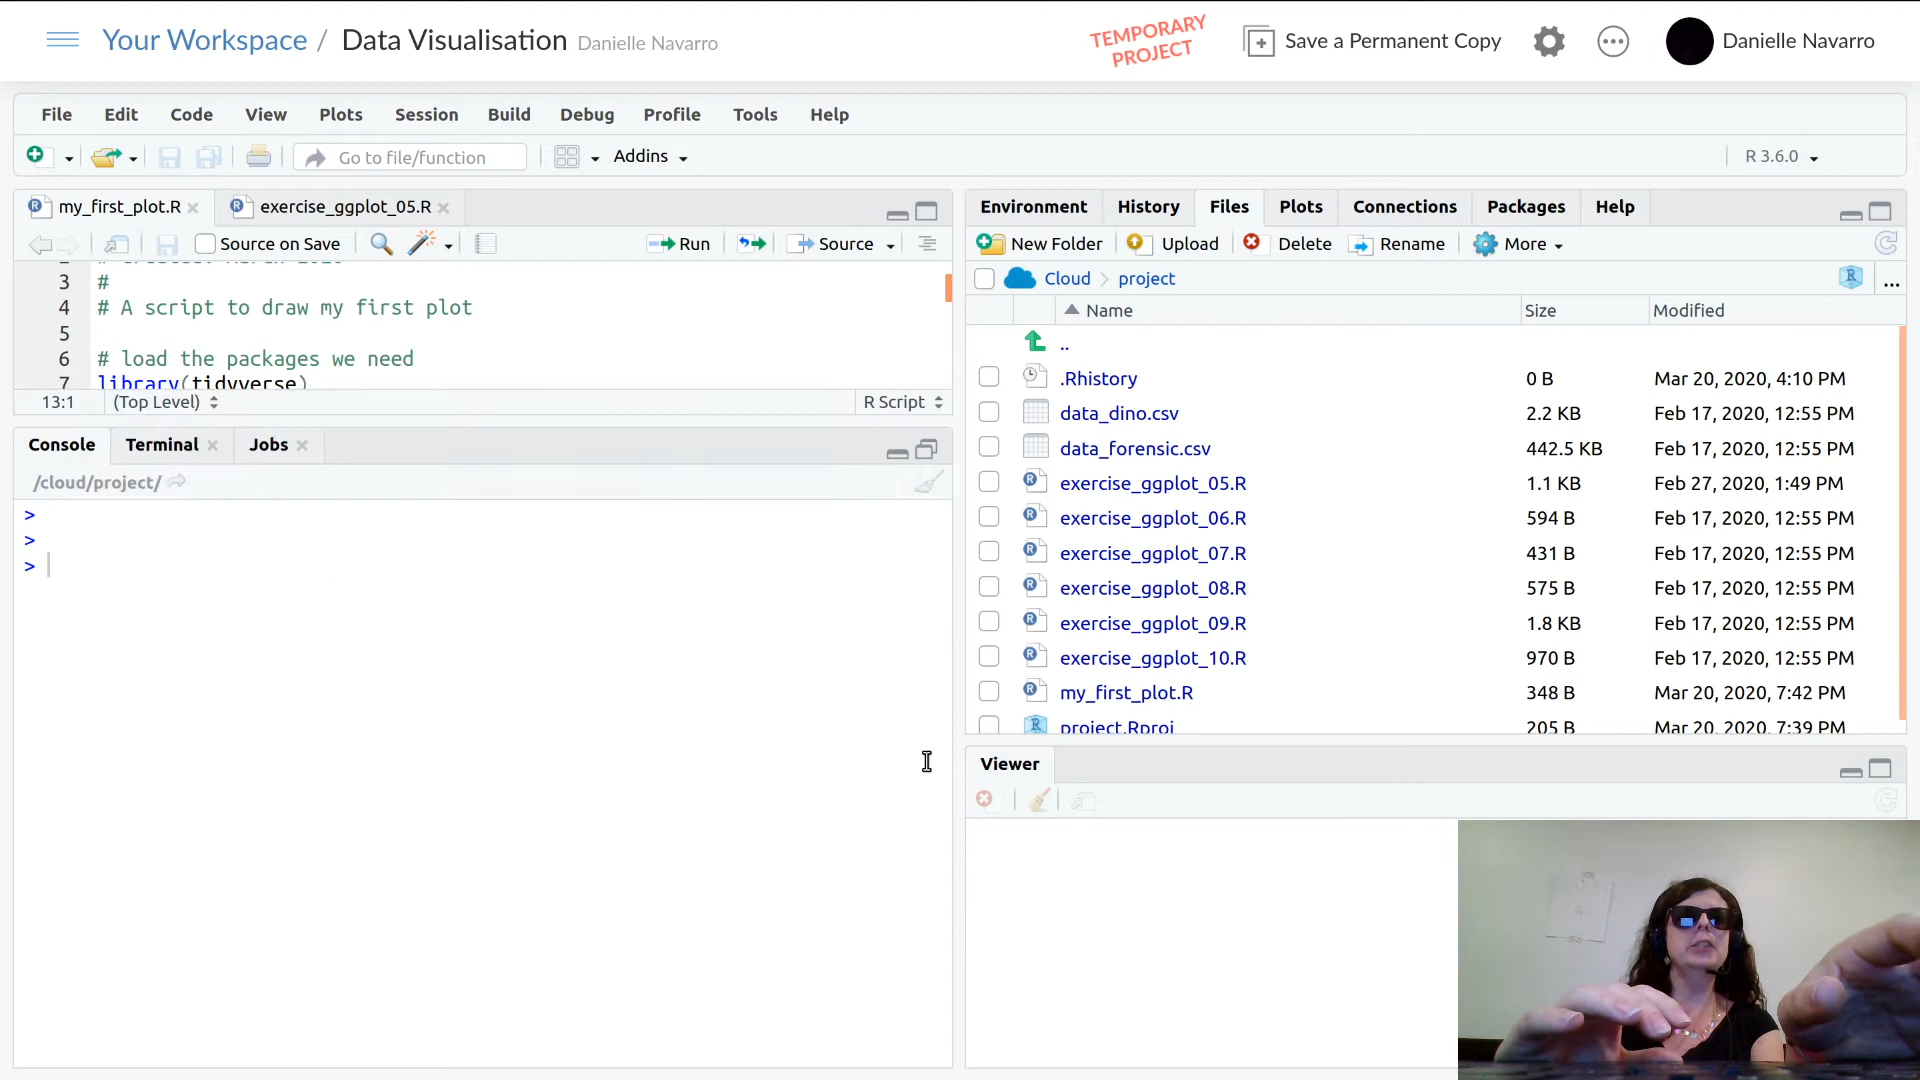 Your Workspace / Data Visualisation Danielle Navarro
TEMPORARY
PROJECT
Save a Permanent Copy
Danielle Navarro
File Edit Code View Plots Session Build Debug Profile Tools Help
Go to file/function
Addins
R 3.6.0
my_first_plot.R
exercise_ggplot_05.R
Source on Save
Run
Source
3 #
4 # A script to draw my first plot
5
6 # load the packages we need
7 library(tidyverse)
13:1 (Top Level)
R Script
Console Terminal Jobs
/cloud/project/
>
>
>
Environment History Files Plots Connections Packages Help
New Folder Upload Delete Rename More
Cloud project
...
Name Size Modified
..
.Rhistory 0 B Mar 20, 2020, 4:10 PM
data_dino.csv 2.2 KB Feb 17, 2020, 12:55 PM
data_forensic.csv 442.5 KB Feb 17, 2020, 12:55 PM
exercise_ggplot_05.R 1.1 KB Feb 27, 2020, 1:49 PM
exercise_ggplot_06.R 594 B Feb 17, 2020, 12:55 PM
exercise_ggplot_07.R 431 B Feb 17, 2020, 12:55 PM
exercise_ggplot_08.R 575 B Feb 17, 2020, 12:55 PM
exercise_ggplot_09.R 1.8 KB Feb 17, 2020, 12:55 PM
exercise_ggplot_10.R 970 B Feb 17, 2020, 12:55 PM
my_first_plot.R 348 B Mar 20, 2020, 7:42 PM
project.Rproj 205 B Mar 20, 2020, 7:39 PM
Viewer